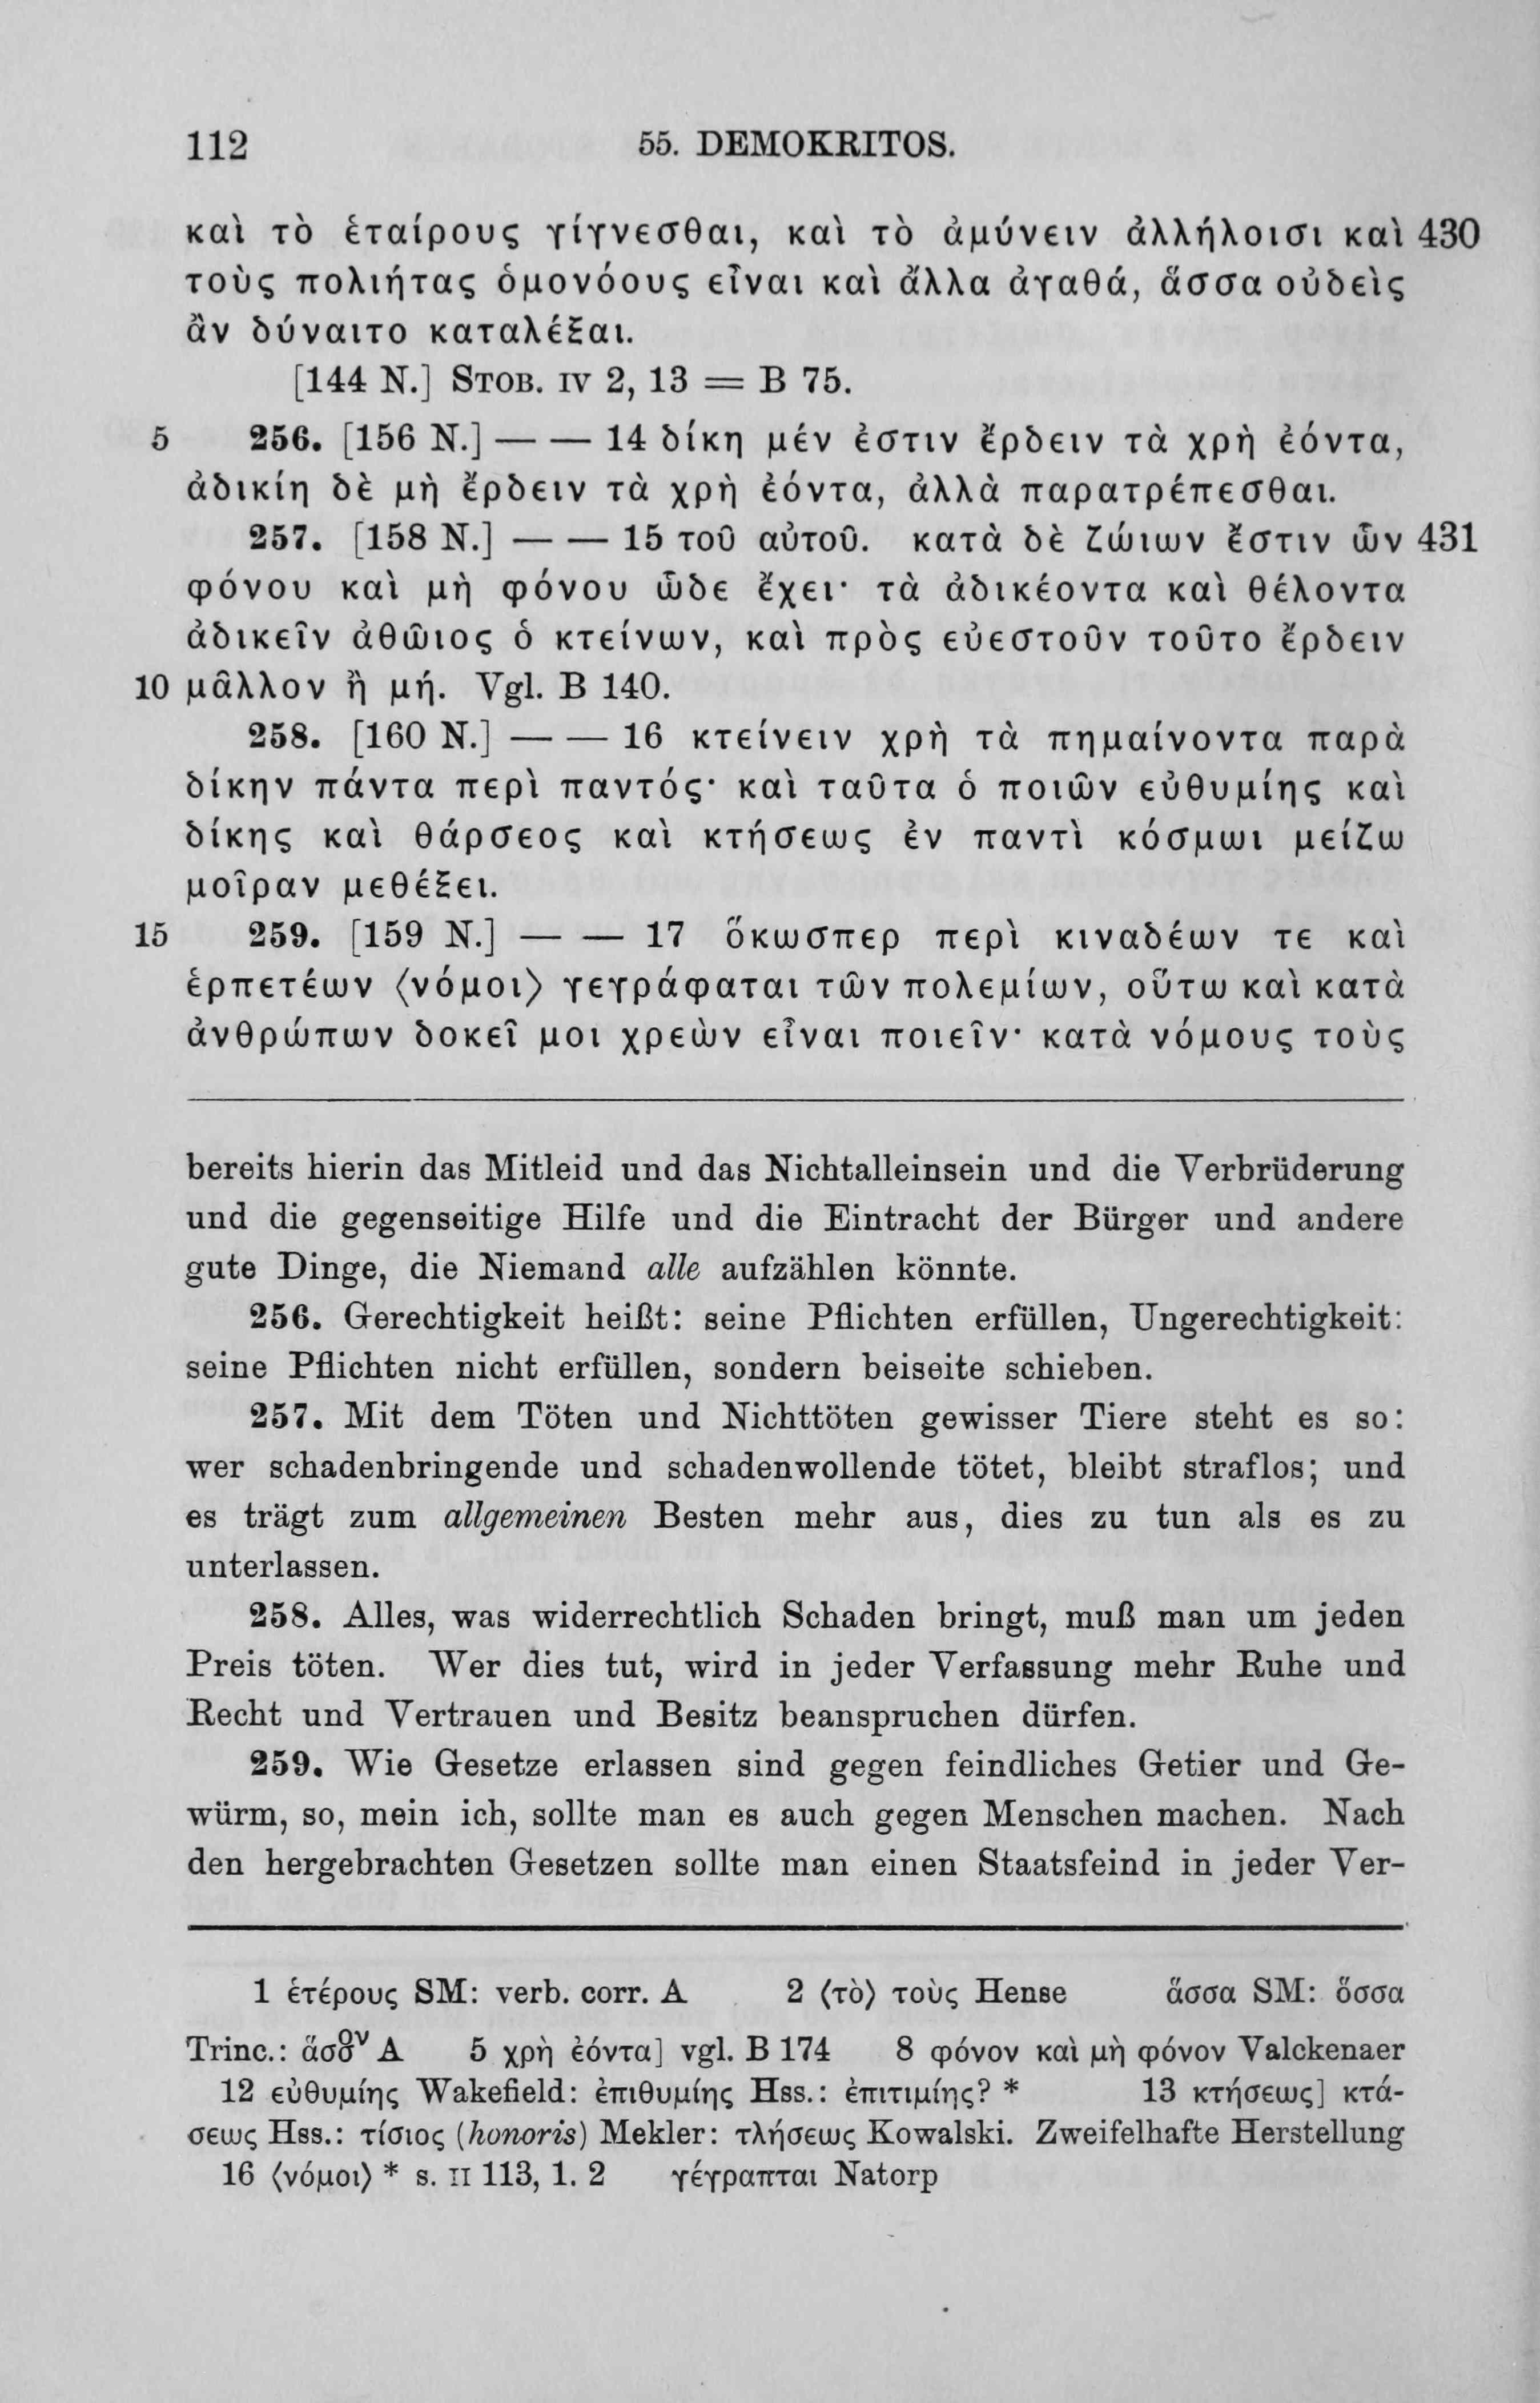 112 55. DEMOKRITOS.
καὶ τὸ ἑταίρους γίγνεσθαι, καὶ τὸ ἀμύνειν ἀλλήλοισι καὶ 430
τοὺς πολιήτας ὁμονόους εἶναι καὶ ἄλλα ἀγαθά, ἅσσα οὐδεὶς
ἂν δύναιτο καταλέξαι.
[144 N.] STOB. IV 2, 13 = B 75.
5 256. [156 N.] — — 14 δίκη μέν ἐστιν ἔρδειν τὰ χρὴ ἐόντα,
ἀδικίη δὲ μὴ ἔρδειν τὰ χρὴ ἐόντα, ἀλλὰ παρατρέπεσθαι.
257. [158 N.] — — 15 τοῦ αὐτοῦ. κατὰ δὲ ζώιων ἔστιν ὧν 431
φόνου καὶ μὴ φόνου ὧδε ἔχει· τὰ ἀδικέοντα καὶ θέλοντα
ἀδικεῖν ἀθῶιος ὁ κτείνων, καὶ πρὸς εὐεστοῦν τοῦτο ἔρδειν
10 μᾶλλον ἢ μή. Vgl. B 140.
258. [160 N.] — — 16 κτείνειν χρὴ τὰ πημαίνοντα παρὰ
δίκην πάντα περὶ παντός· καὶ ταῦτα ὁ ποιῶν εὐθυμίης καὶ
δίκης καὶ θάρσεος καὶ κτήσεως ἐν παντὶ κόσμωι μείζω
μοῖραν μεθέξει.
15 259. [159 N.] — — 17 ὅκωσπερ περὶ κιναδέων τε καὶ
ἑρπετέων ⟨νόμοι⟩ γεγράφαται τῶν πολεμίων, οὕτω καὶ κατὰ
ἀνθρώπων δοκεῖ μοι χρεὼν εἶναι ποιεῖν· κατὰ νόμους τοὺς
bereits hierin das Mitleid und das Nichtalleinsein und die Verbrüderung
und die gegenseitige Hilfe und die Eintracht der Bürger und andere
gute Dinge, die Niemand alle aufzählen könnte.
256. Gerechtigkeit heißt: seine Pflichten erfüllen, Ungerechtigkeit:
seine Pflichten nicht erfüllen, sondern beiseite schieben.
257. Mit dem Töten und Nichttöten gewisser Tiere steht es so:
wer schadenbringende und schadenwollende tötet, bleibt straflos; und
es trägt zum allgemeinen Besten mehr aus, dies zu tun als es zu
unterlassen.
258. Alles, was widerrechtlich Schaden bringt, muß man um jeden
Preis töten. Wer dies tut, wird in jeder Verfassung mehr Ruhe und
Recht und Vertrauen und Besitz beanspruchen dürfen.
259. Wie Gesetze erlassen sind gegen feindliches Getier und Ge-
würm, so, mein ich, sollte man es auch gegen Menschen machen. Nach
den hergebrachten Gesetzen sollte man einen Staatsfeind in jeder Ver-
1 ἑτέρους SM: verb. corr. A 2 ⟨τὸ⟩ τοὺς Hense ἅσσα SM: ὅσσα
Trinc.: ἅσσον A 5 χρὴ ἐόντα] vgl. B 174 8 φόνον καὶ μὴ φόνον Valckenaer
12 εὐθυμίης Wakefield: ἐπιθυμίης Hss.: ἐπιτιμίης? * 13 κτήσεως] κτά-
σεως Hss.: τίσιος (honoris) Mekler: τλήσεως Kowalski. Zweifelhafte Herstellung
16 ⟨νόμοι⟩ * s. II 113, 1. 2 γέγραπται Natorp